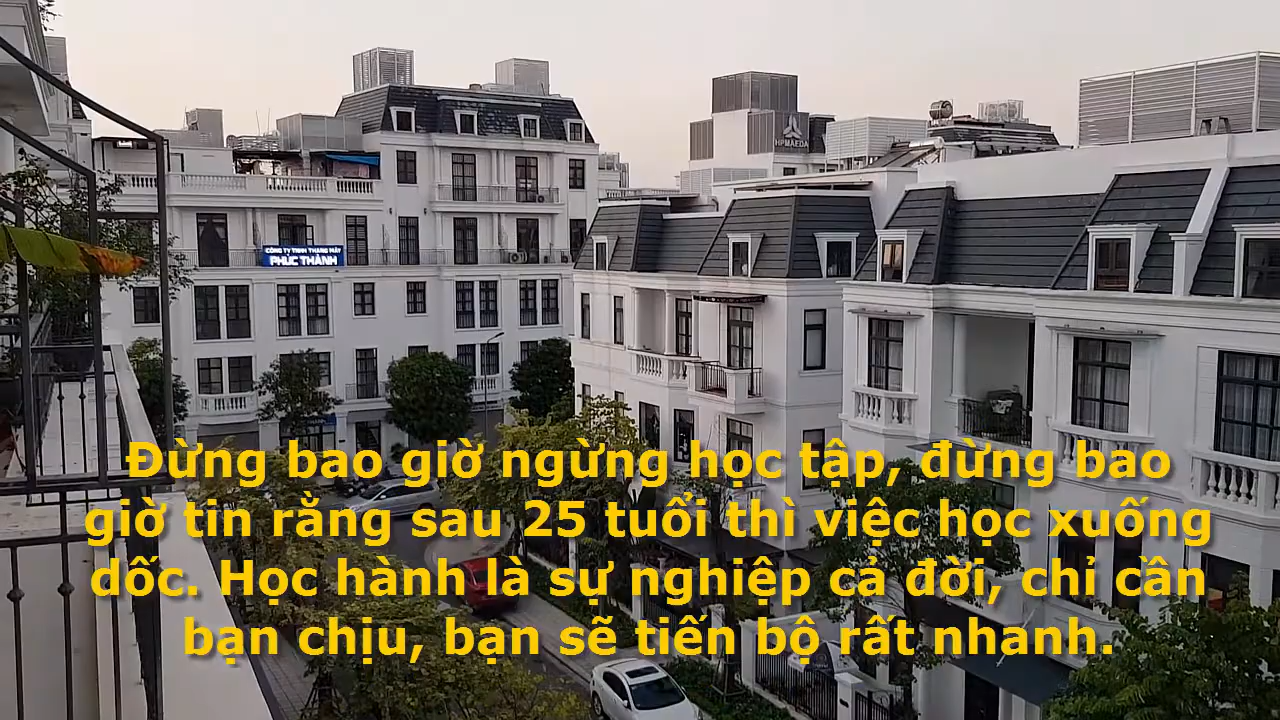 HPMAEDA
CÔNG TY TNHH THANG MÁY
PHÚC THÀNH
Đừng bao giờ ngừng học tập, đừng bao
giờ tin rằng sau 25 tuổi thì việc học xuống
dốc. Học hành là sự nghiệp cả đời, chỉ cần
bạn chịu, bạn sẽ tiến bộ rất nhanh.